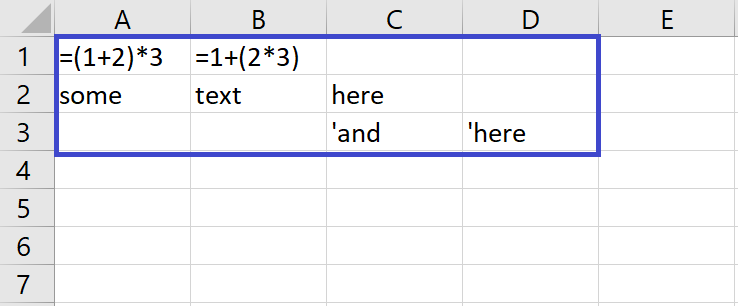 A B C D E
1 =(1+2)*3 =1+(2*3)
2 some text here
3 'and 'here
4
5
6
7